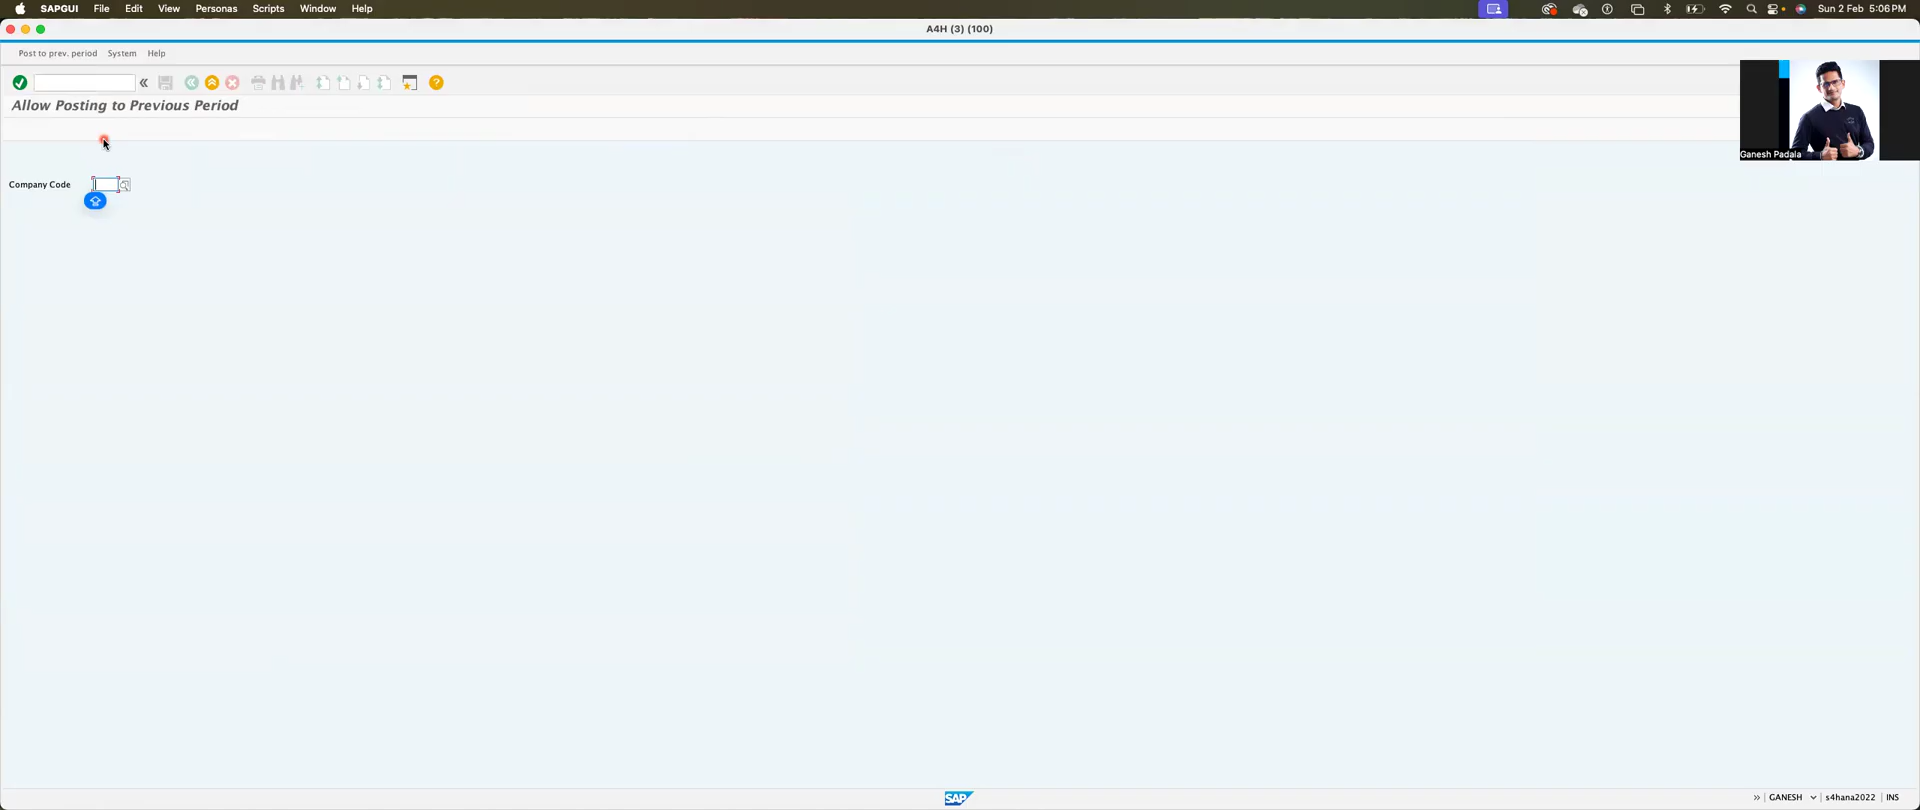 SAPGUI File Edit View Personas Scripts Window Help Sun 2 Feb 5:06 PM
A4H (3) (100)
Post to prev. period System Help
Allow Posting to Previous Period
Ganesh Padala
Company Code
SAP
GANESH s4hana2022 INS